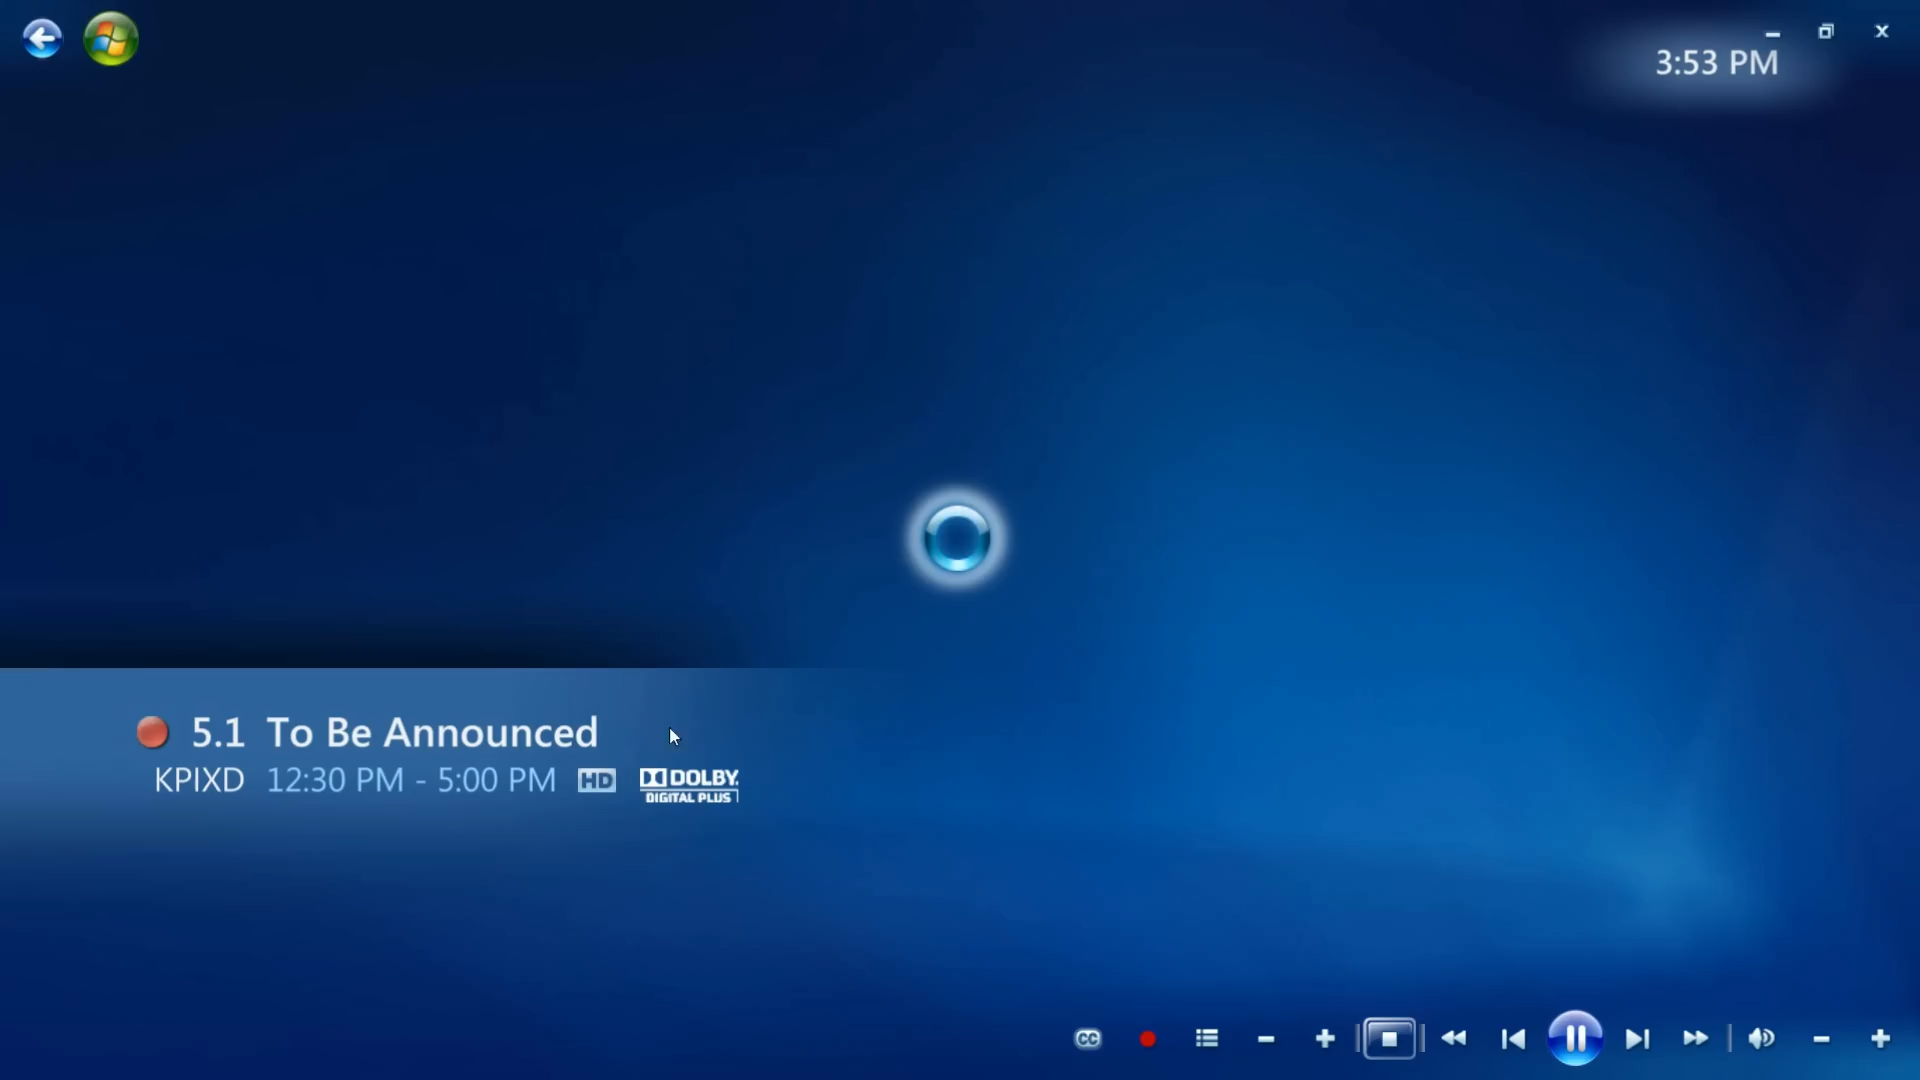 3:53 PM
5.1 To Be Announced
KPIXD 12:30 PM - 5:00 PM HD DOLBY
DIGITAL PLUS
CC